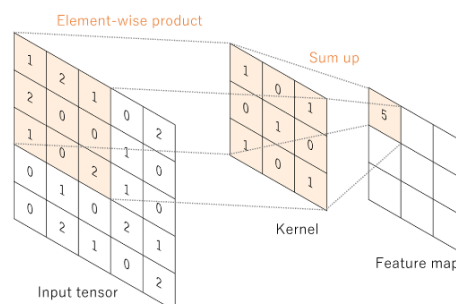 Element-wise product
Sum up
1 2 1 0 2
2 0 0 1 0
1 0 2 1 0
0 1 0 2 0
0 2 1 0 2
1 0 1
0 1 0
1 0 1
5
Input tensor
Kernel
Feature map